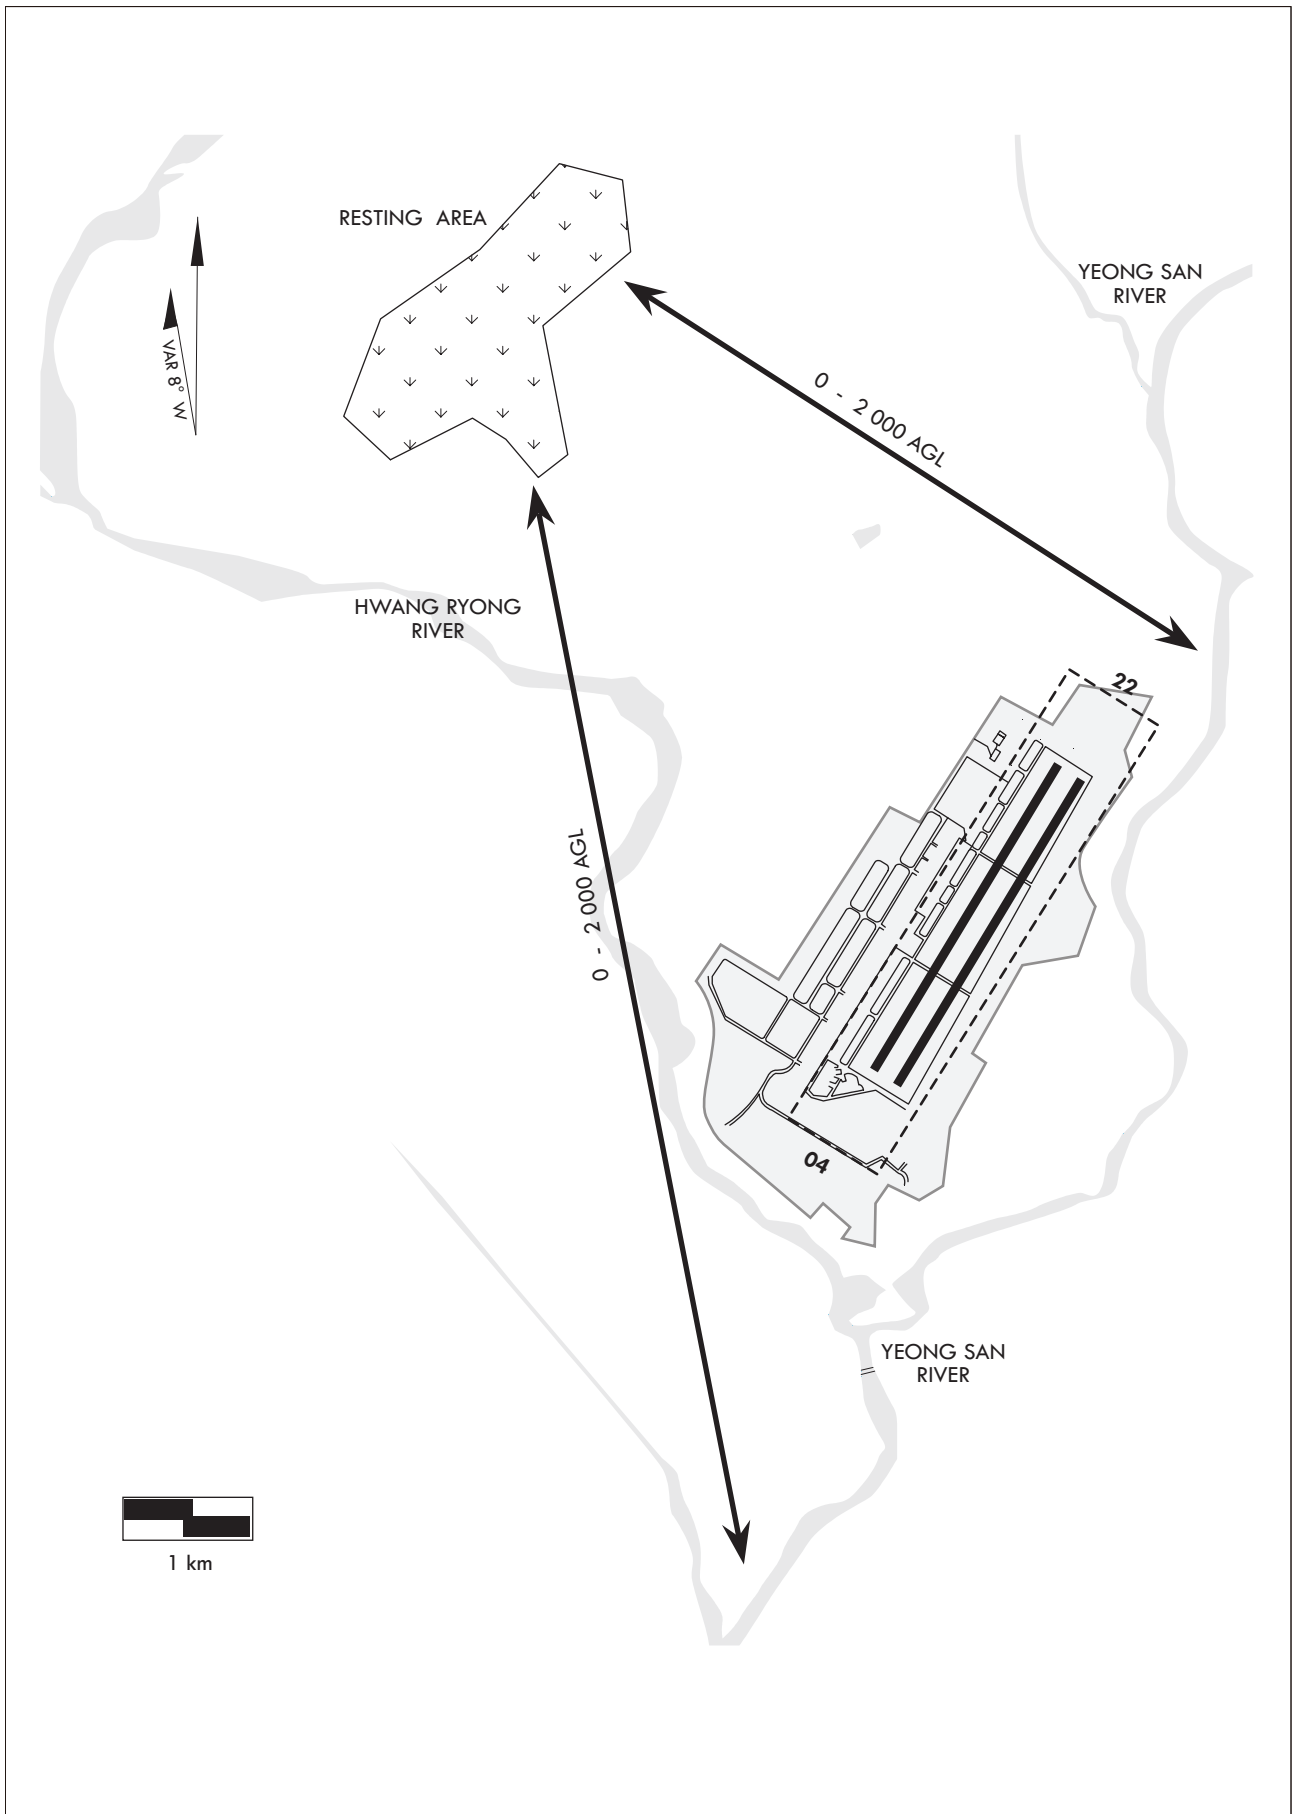 RESTING AREA
YEONG SAN
RIVER
VAR 8° W
0 - 2 000 AGL
HWANG RYONG
RIVER
22
0 - 2 000 AGL
04
YEONG SAN
RIVER
1 km